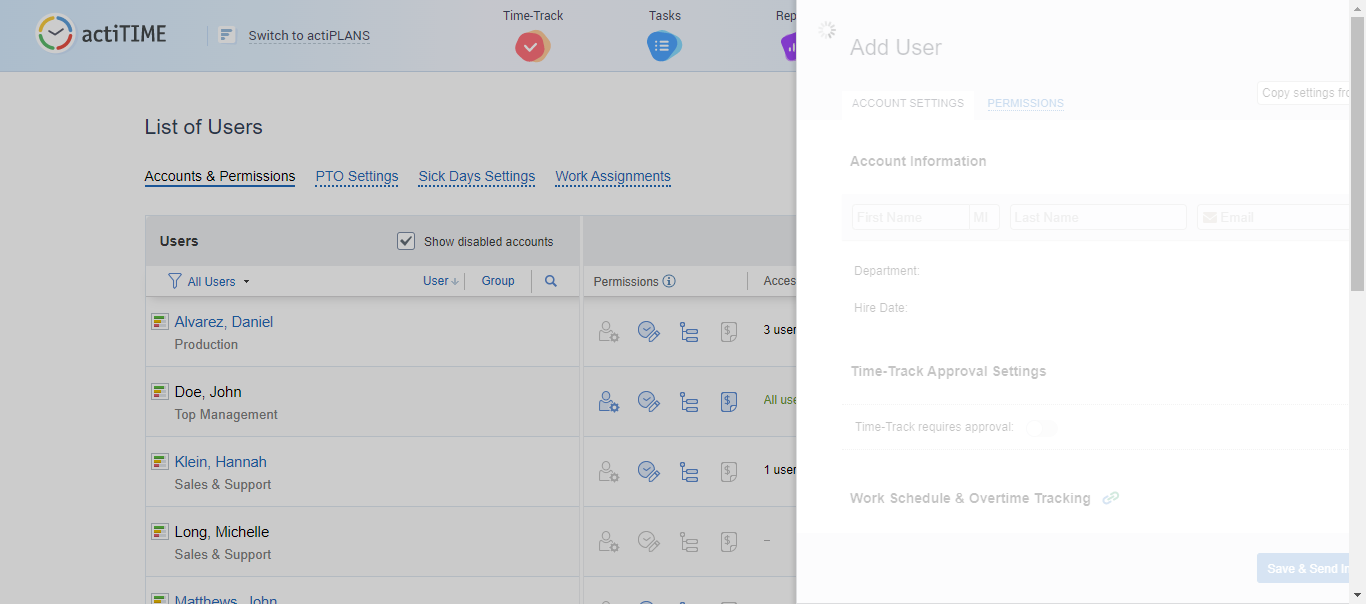 actiTIME
Switch to actiPLANS
Time-Track
Tasks
Rep
List of Users
Accounts & Permissions
PTO Settings
Sick Days Settings
Work Assignments
Users
Show disabled accounts
All Users
User
Group
Permissions
Acces
Alvarez, Daniel
Production
3 user
Doe, John
Top Management
All use
Klein, Hannah
Sales & Support
1 user
Long, Michelle
Sales & Support
–
Matthews, John
Add User
ACCOUNT SETTINGS
PERMISSIONS
Copy settings fro
Account Information
First Name
MI
Last Name
Email
Department:
Hire Date:
Time-Track Approval Settings
Time-Track requires approval:
Work Schedule & Overtime Tracking
Save & Send In